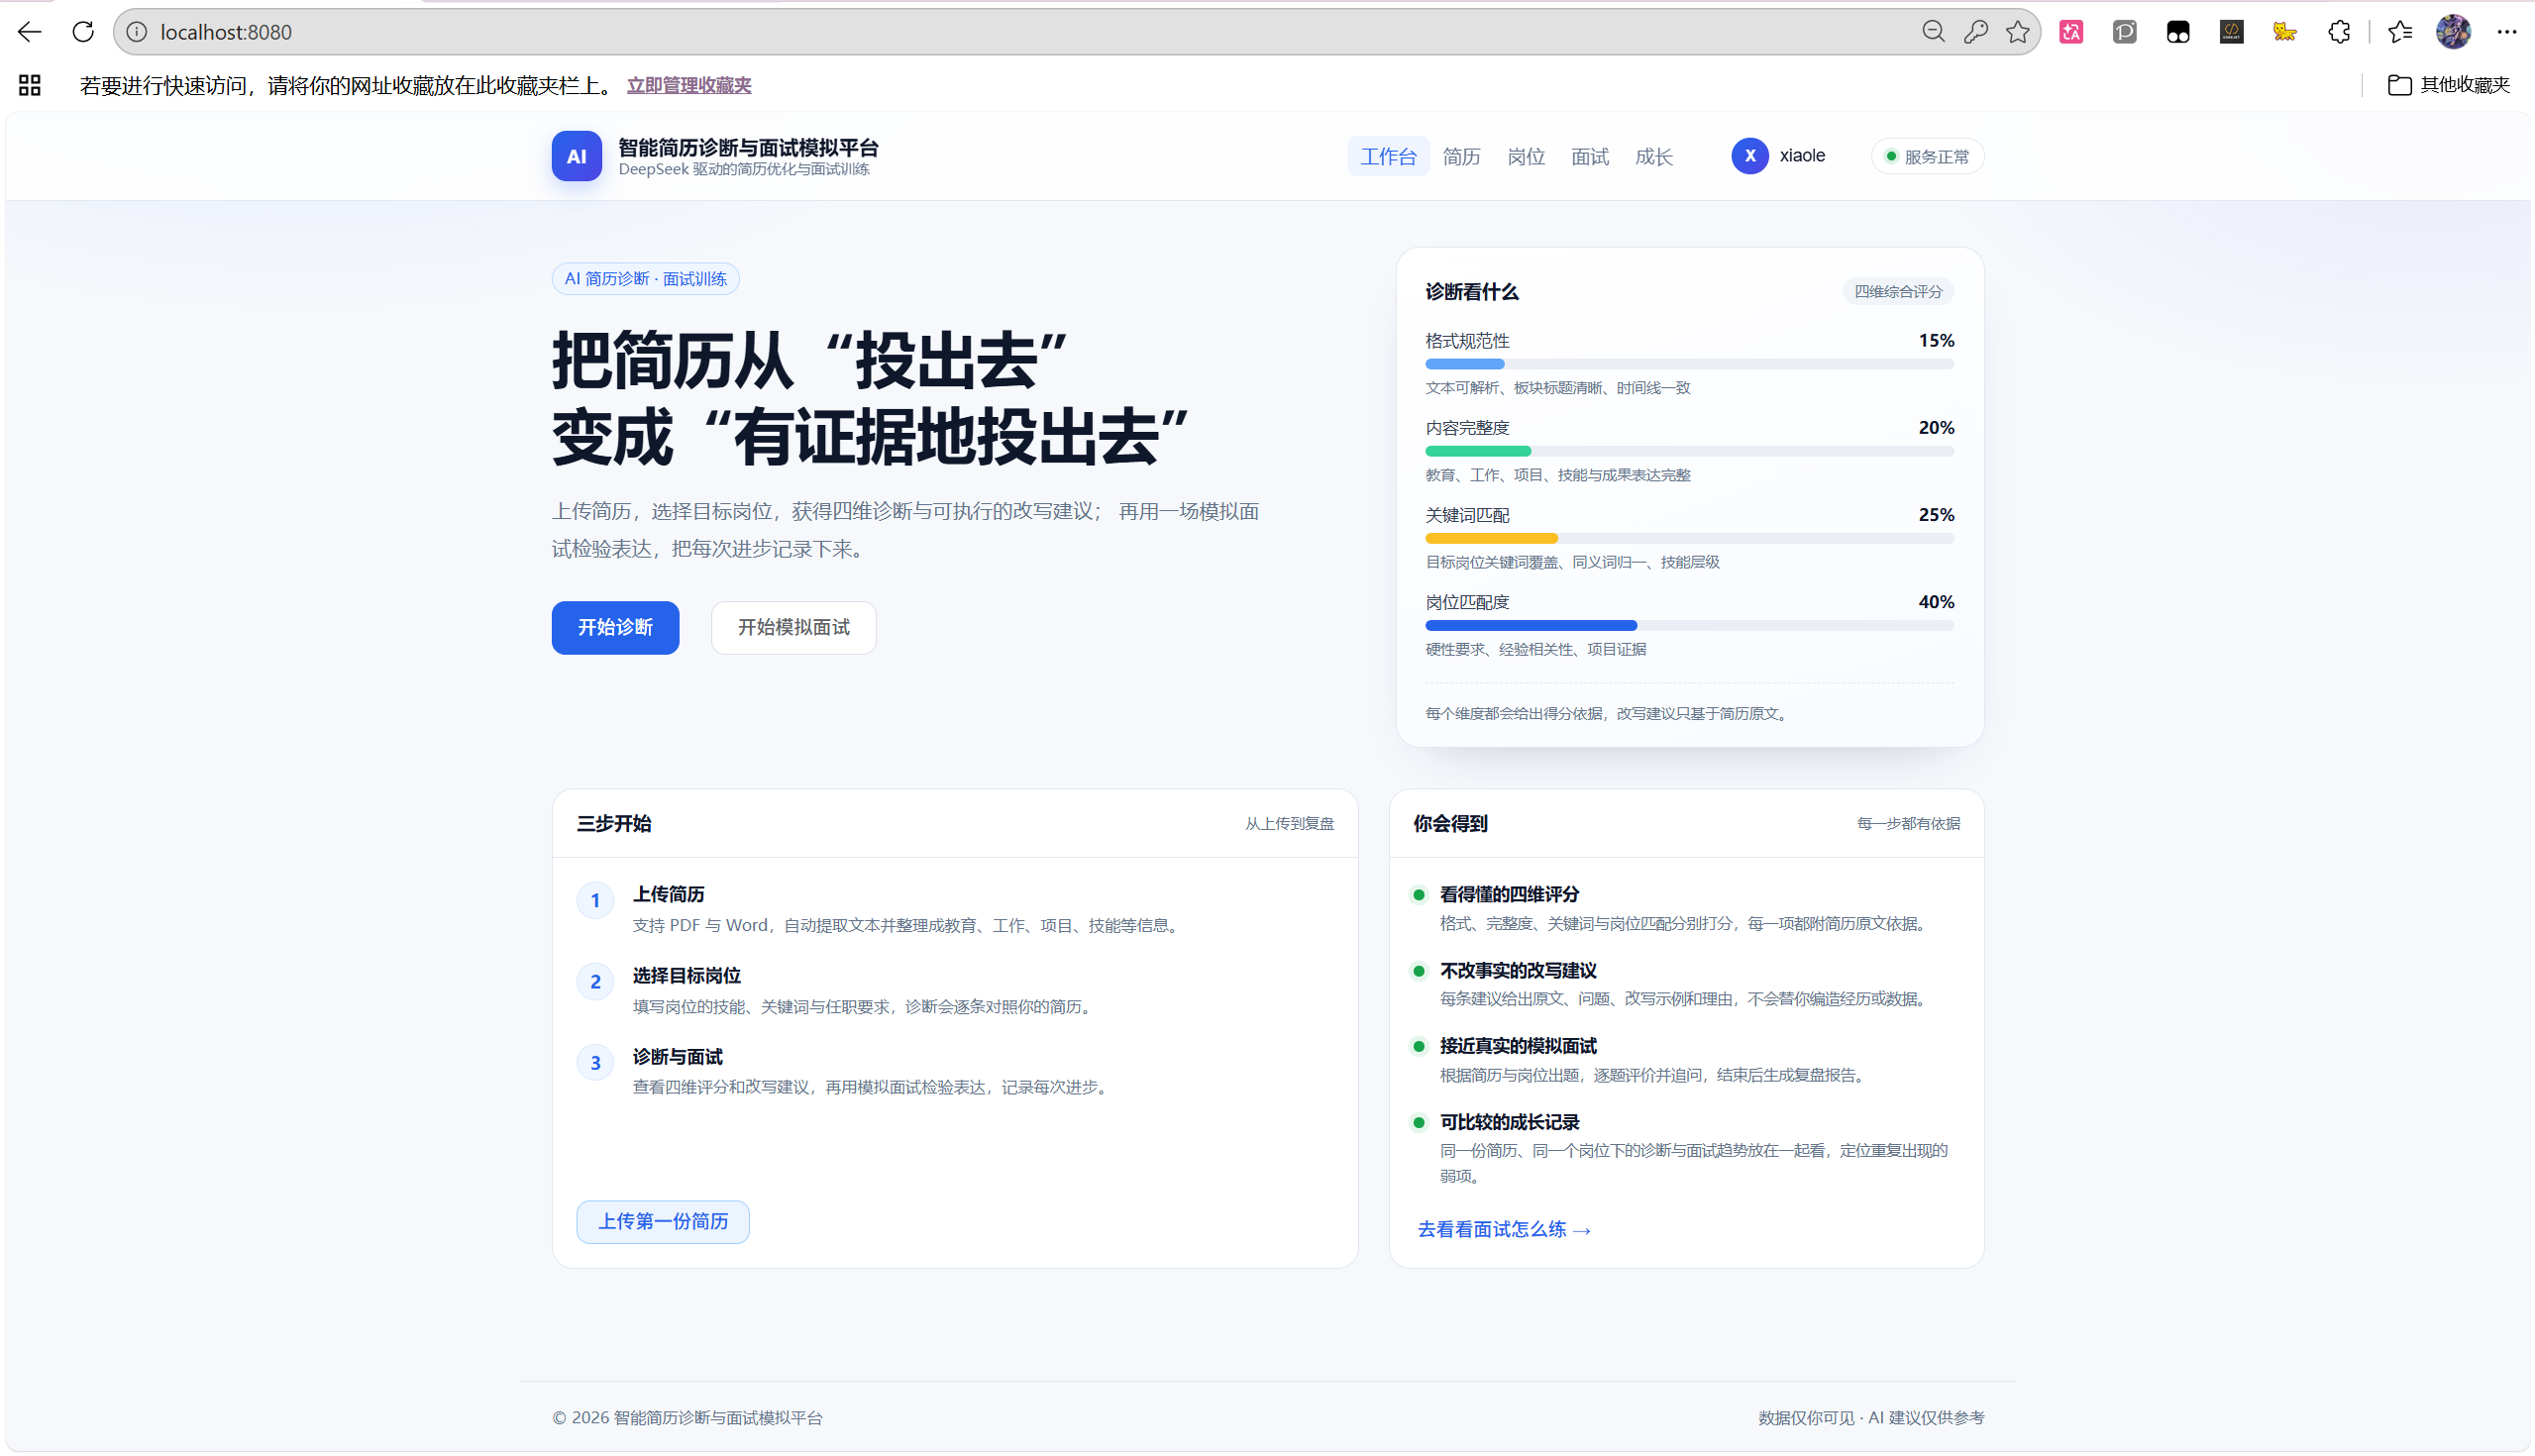 localhost:8080
若要进行快速访问，请将你的网址收藏放在此收藏夹栏上。 立即管理收藏夹
其他收藏夹
AI
智能简历诊断与面试模拟平台
DeepSeek 驱动的简历优化与面试训练
工作台 简历 岗位 面试 成长
X xiaole
服务正常
AI 简历诊断 · 面试训练
把简历从“投出去”
变成“有证据地投出去”
上传简历，选择目标岗位，获得四维诊断与可执行的改写建议； 再用一场模拟面
试检验表达，把每次进步记录下来。
开始诊断 开始模拟面试
诊断看什么 四维综合评分
格式规范性 15%
文本可解析、板块标题清晰、时间线一致
内容完整度 20%
教育、工作、项目、技能与成果表达完整
关键词匹配 25%
目标岗位关键词覆盖、同义词归一、技能层级
岗位匹配度 40%
硬性要求、经验相关性、项目证据
每个维度都会给出得分依据，改写建议只基于简历原文。
三步开始 从上传到复盘
1 上传简历
支持 PDF 与 Word，自动提取文本并整理成教育、工作、项目、技能等信息。
2 选择目标岗位
填写岗位的技能、关键词与任职要求，诊断会逐条对照你的简历。
3 诊断与面试
查看四维评分和改写建议，再用模拟面试检验表达，记录每次进步。
上传第一份简历
你会得到 每一步都有依据
看得懂的四维评分
格式、完整度、关键词与岗位匹配分别打分，每一项都附简历原文依据。
不改事实的改写建议
每条建议给出原文、问题、改写示例和理由，不会替你编造经历或数据。
接近真实的模拟面试
根据简历与岗位出题，逐题评价并追问，结束后生成复盘报告。
可比较的成长记录
同一份简历、同一个岗位下的诊断与面试趋势放在一起看，定位重复出现的
弱项。
去看看面试怎么练 →
© 2026 智能简历诊断与面试模拟平台
数据仅你可见 · AI 建议仅供参考